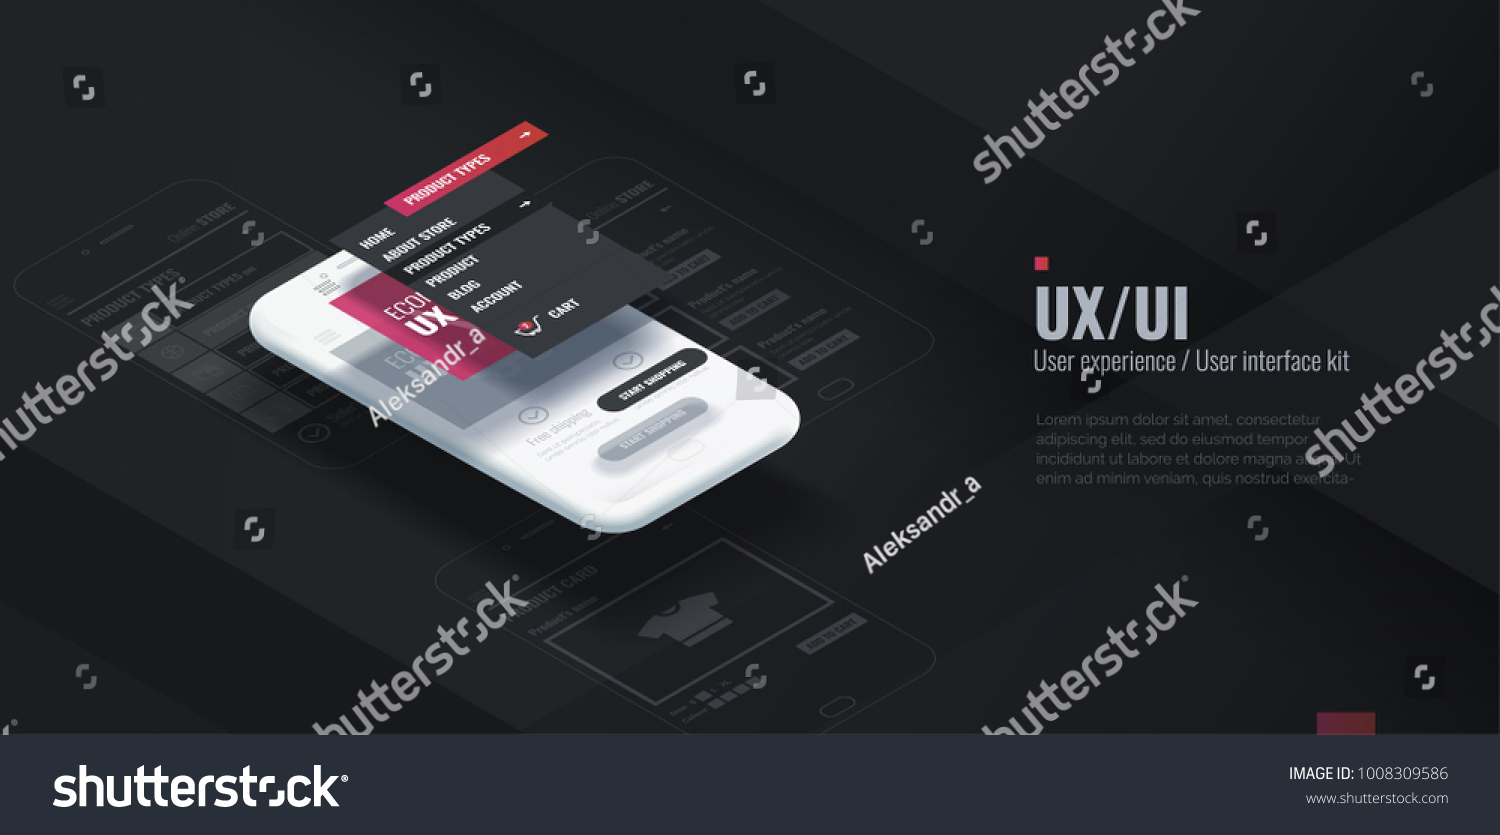 PRODUCT TYPES
HOME
ABOUT STORE
PRODUCT TYPES
PRODUCT
BLOG
ACCOUNT
CART
UX
START SHOPPING
START SHOPPING
Free shipping
Online STORE
PRODUCT TYPES
Online STORE
Product's name
ADD TO CART
Product's name
ADD TO CART
Product's name
ADD TO CART
PRODUCT CARD
Product's name
ADD TO CART
UX/UI
User experience / User interface kit
Lorem ipsum dolor sit amet, consectetur
adipiscing elit, sed do eiusmod tempor
incididunt ut labore et dolore magna Ut
enim ad minim veniam, quis nostrud exercita-
shutterstock
shutterstock
shutterstock
shutterstock
shutterstock
Aleksandr_a
Aleksandr_a
shutterstock®
IMAGE ID: 1008309586
www.shutterstock.com